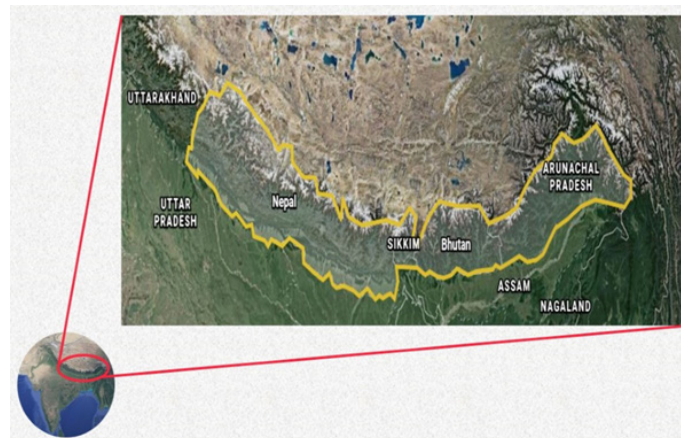 UTTARAKHAND
ARUNACHAL
PRADESH
UTTAR
PRADESH
Nepal
SIKKIM
Bhutan
ASSAM
NAGALAND